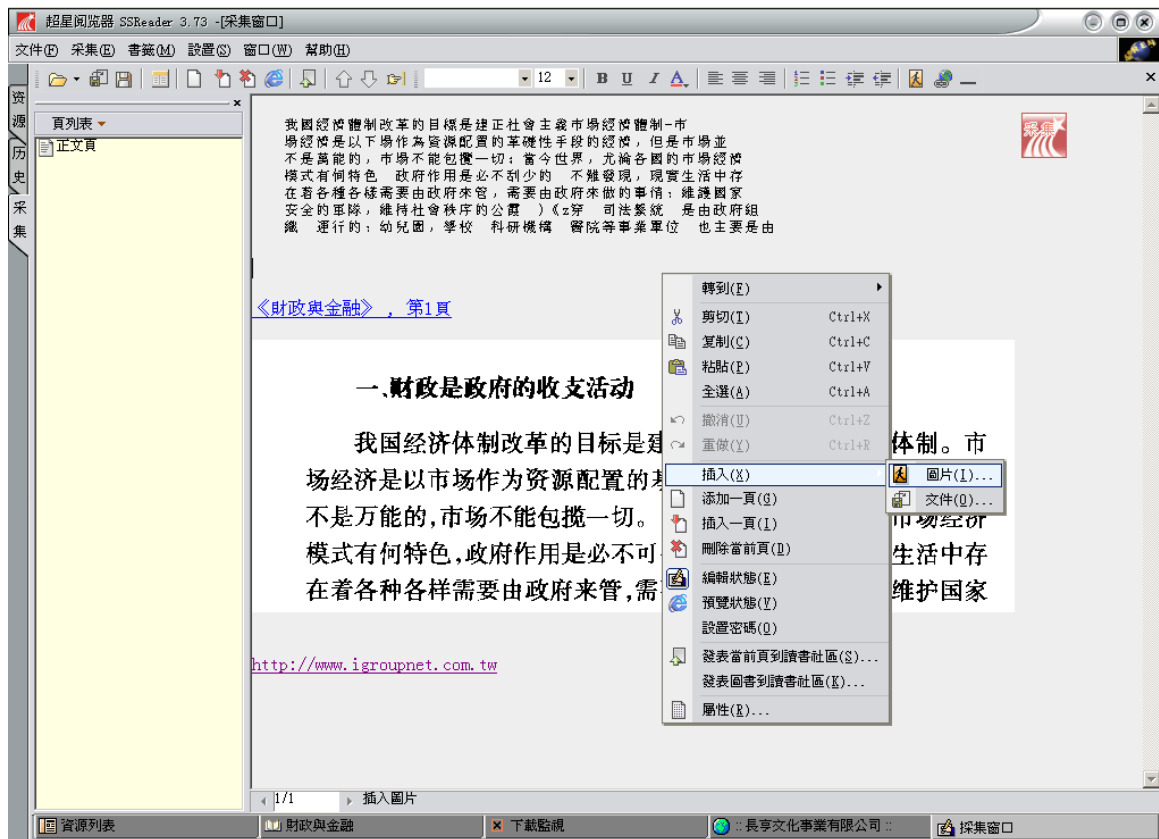 超星阅览器 SSReader 3.73 -[采集窗口]
文件(F) 采集(E) 書籤(M) 設置(S) 窗口(W) 幫助(H)
12 B U I A
资源
历史
采集
頁列表
正文頁
我國經濟體制改革的目標是建正社會主義市場經濟體制-市
場經濟是以下場作為資源配置的革礎性手段的經濟，但是市場並
不是萬能的，市場不能包攬一切；當今世界，尤論各國的市場經濟
模式有伺特色 政府作用是必不刮少的 不難發現，現實生活中存
在着各種各樣需要由政府來管，需要由政府來做的事情；維護國家
安全的軍隊，維持社會秩序的公賣 )《z穿 司法繫統 是由政府組
織 運行的；幼兒園，學校 科研機構 醫院等事業單位 也主要是由
采集
《財政與金融》 , 第1頁
一、财政是政府的收支活动
我国经济体制改革的目标是建
体制。市
场经济是以市场作为资源配置的基
不是万能的,市场不能包揽一切。
市场经济
模式有何特色,政府作用是必不可
生活中存
在着各种各样需要由政府来管,需
维护国家
http://www.igroupnet.com.tw
轉到(F)
剪切(T) Ctrl+X
复制(C) Ctrl+C
粘貼(P) Ctrl+V
全選(A) Ctrl+A
撤消(U) Ctrl+Z
重做(Y) Ctrl+R
插入(X)
圖片(I)...
文件(O)...
添加一頁(G)
插入一頁(I)
刪除當前頁(D)
編輯狀態(E)
預覽狀態(V)
設置密碼(O)
發表當前頁到讀書社區(S)...
發表圖書到讀書社區(K)...
屬性(R)...
1/1 插入圖片
資源列表 財政與金融 下載監視 ::長亨文化事業有限公司:: 採集窗口